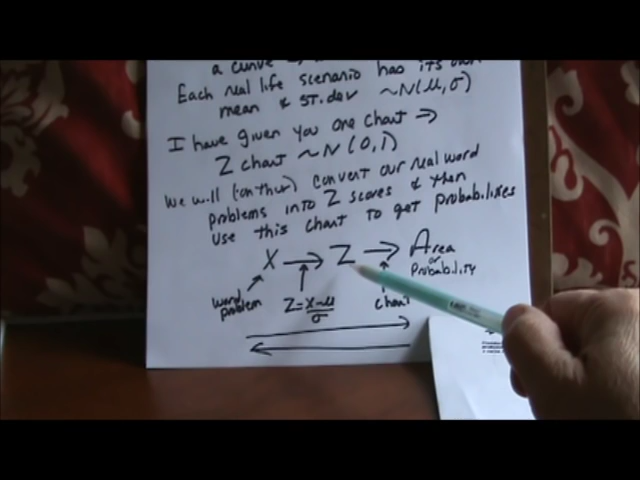 a curve →
Each real life scenario has its own
mean & st. dev ~N(μ,σ)
I have given you one chart ⇒
Z chart ~N(0,1)
We will (on thur) convert our real word
problems into Z scores & then
use this chart to get probabilities
X → Z → Area
or
Probability
word
problem
Z = x-μ/σ
chart